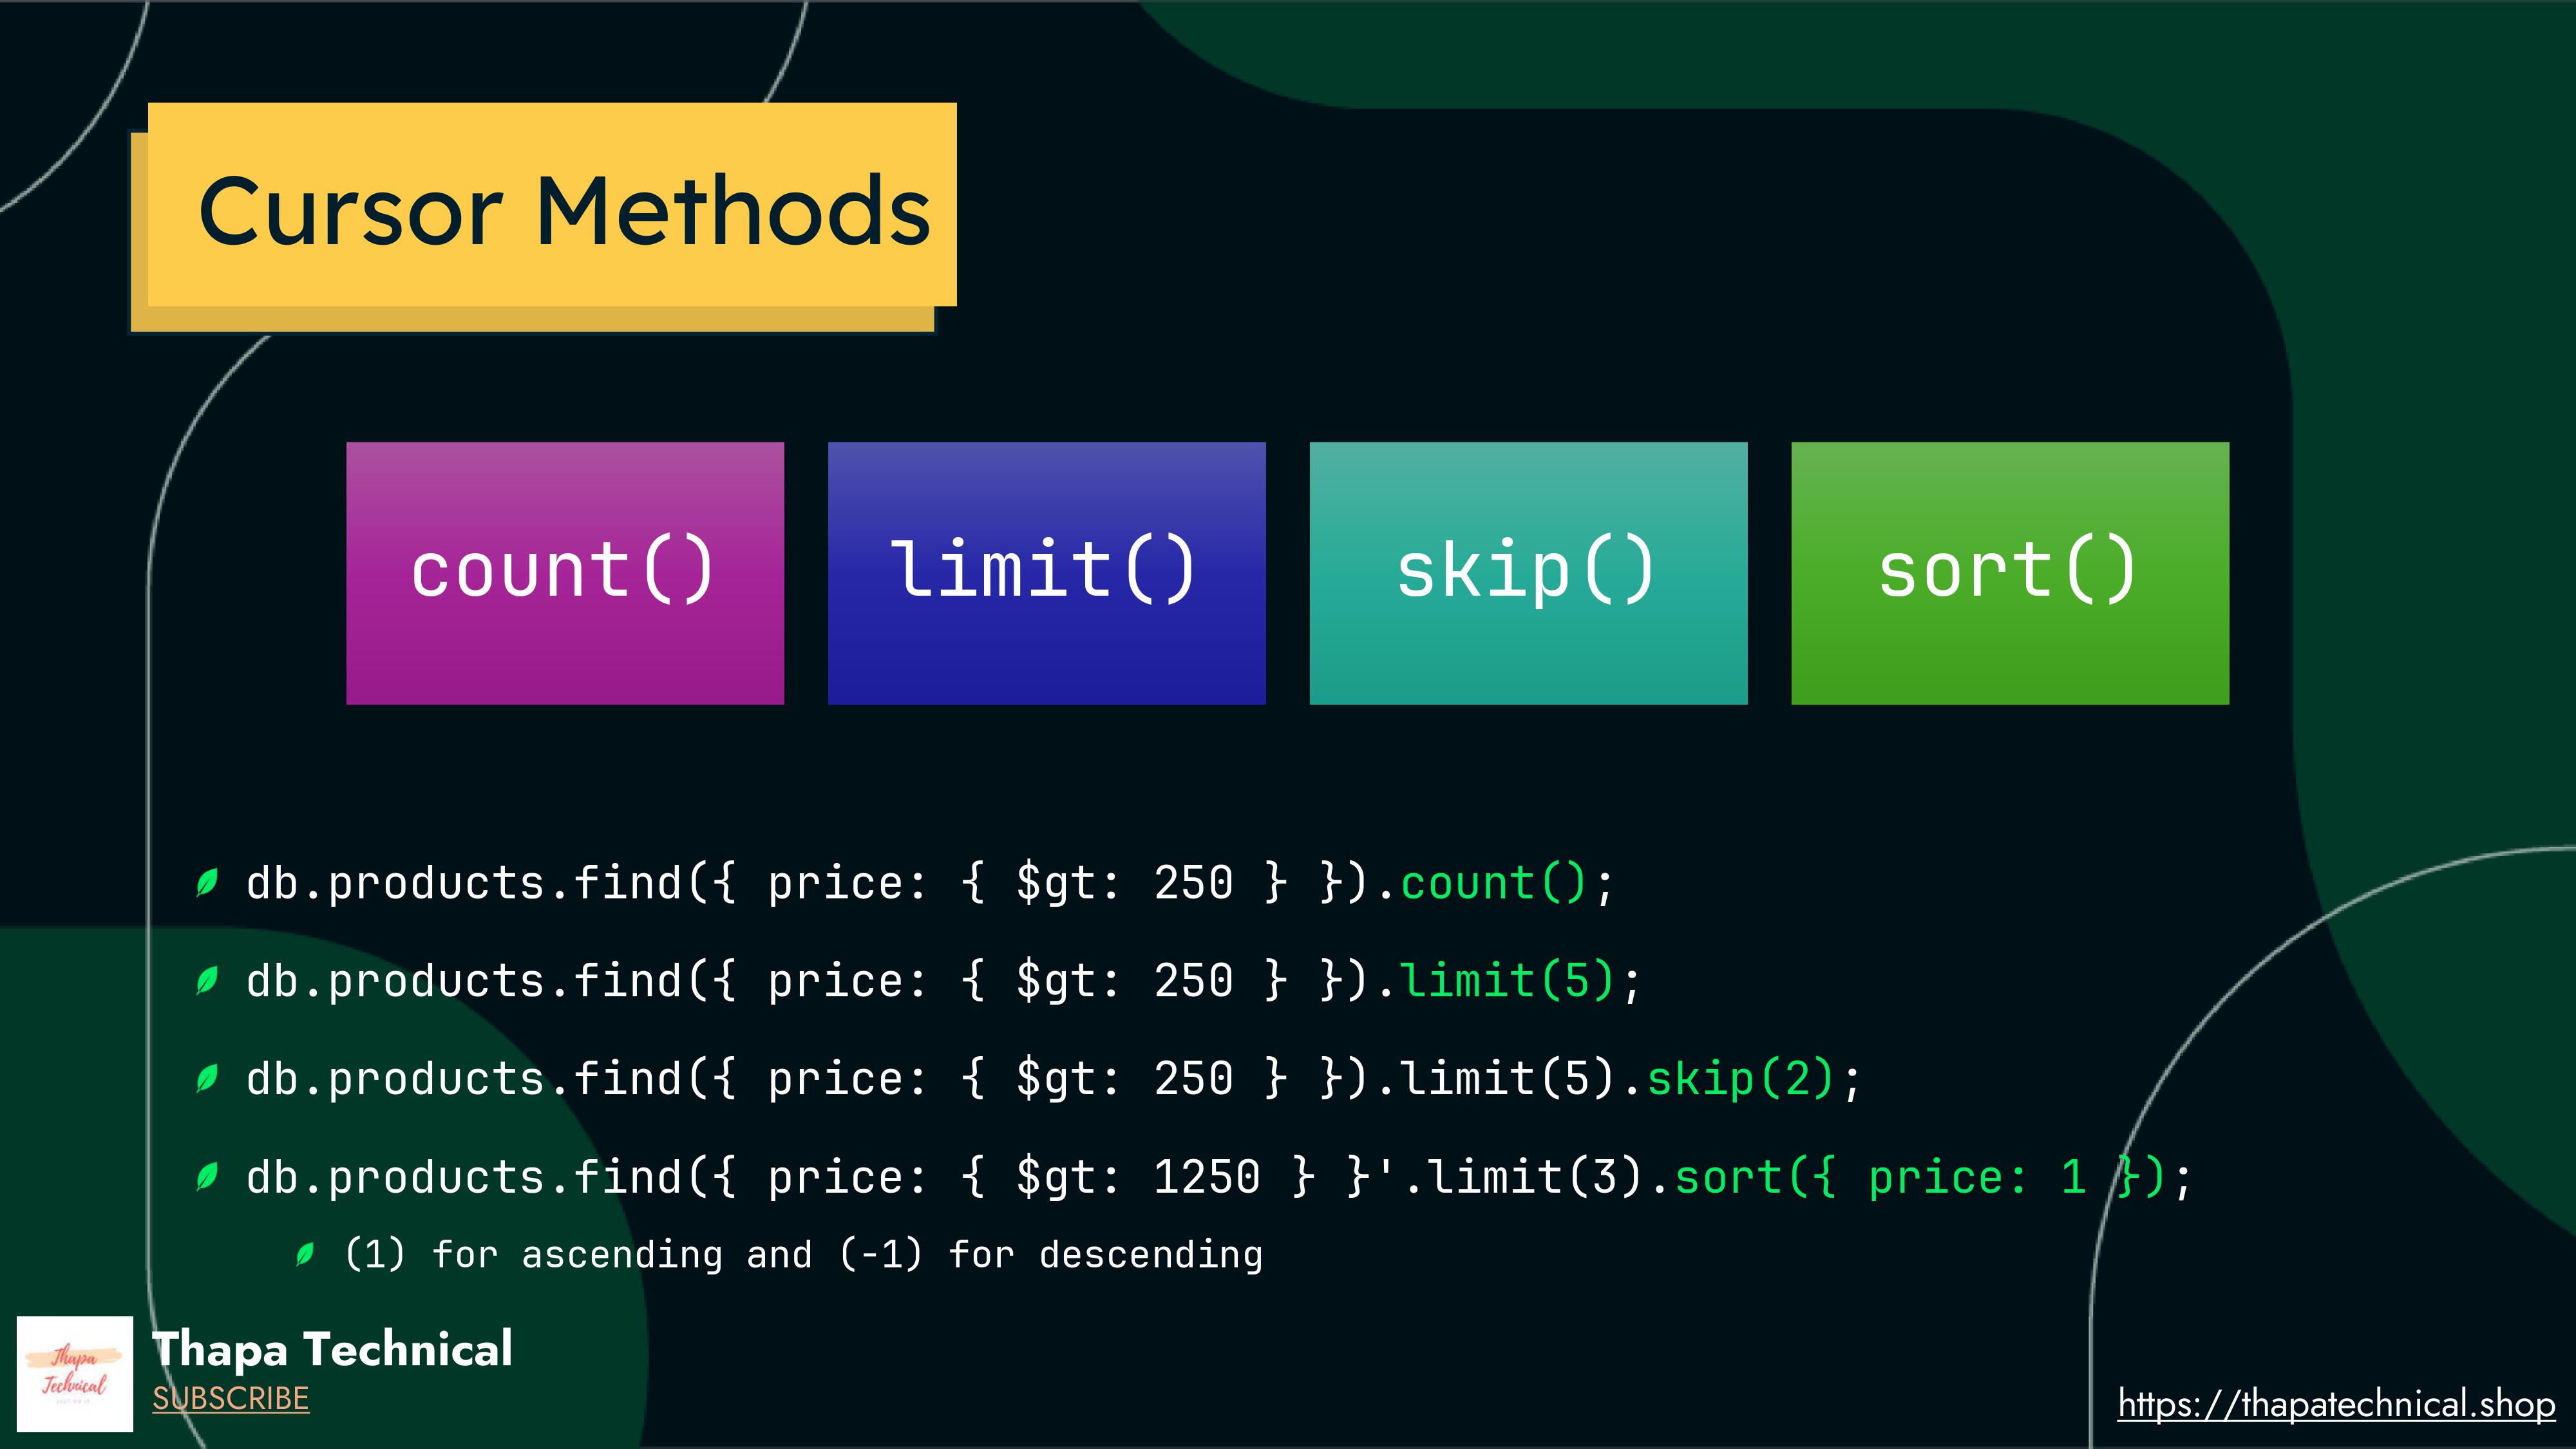 Cursor Methods
count()
limit()
skip()
sort()
db.products.find({ price: { $gt: 250 } }).count();
db.products.find({ price: { $gt: 250 } }).limit(5);
db.products.find({ price: { $gt: 250 } }).limit(5).skip(2);
db.products.find({ price: { $gt: 1250 } }'.limit(3).sort({ price: 1 });
(1) for ascending and (-1) for descending
Thapa
Technical
Thapa Technical
SUBSCRIBE
https://thapatechnical.shop